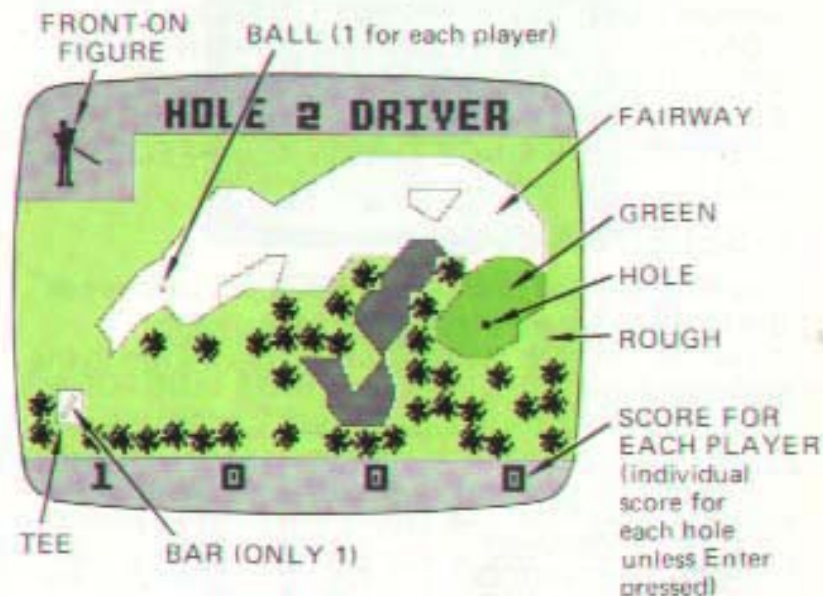 FRONT-ON
FIGURE
BALL (1 for each player)
HOLE 2 DRIVER
FAIRWAY
GREEN
HOLE
ROUGH
SCORE FOR
EACH PLAYER
(individual
score for
each hole
unless Enter
pressed)
1 0 0 0
TEE
BAR (ONLY 1)